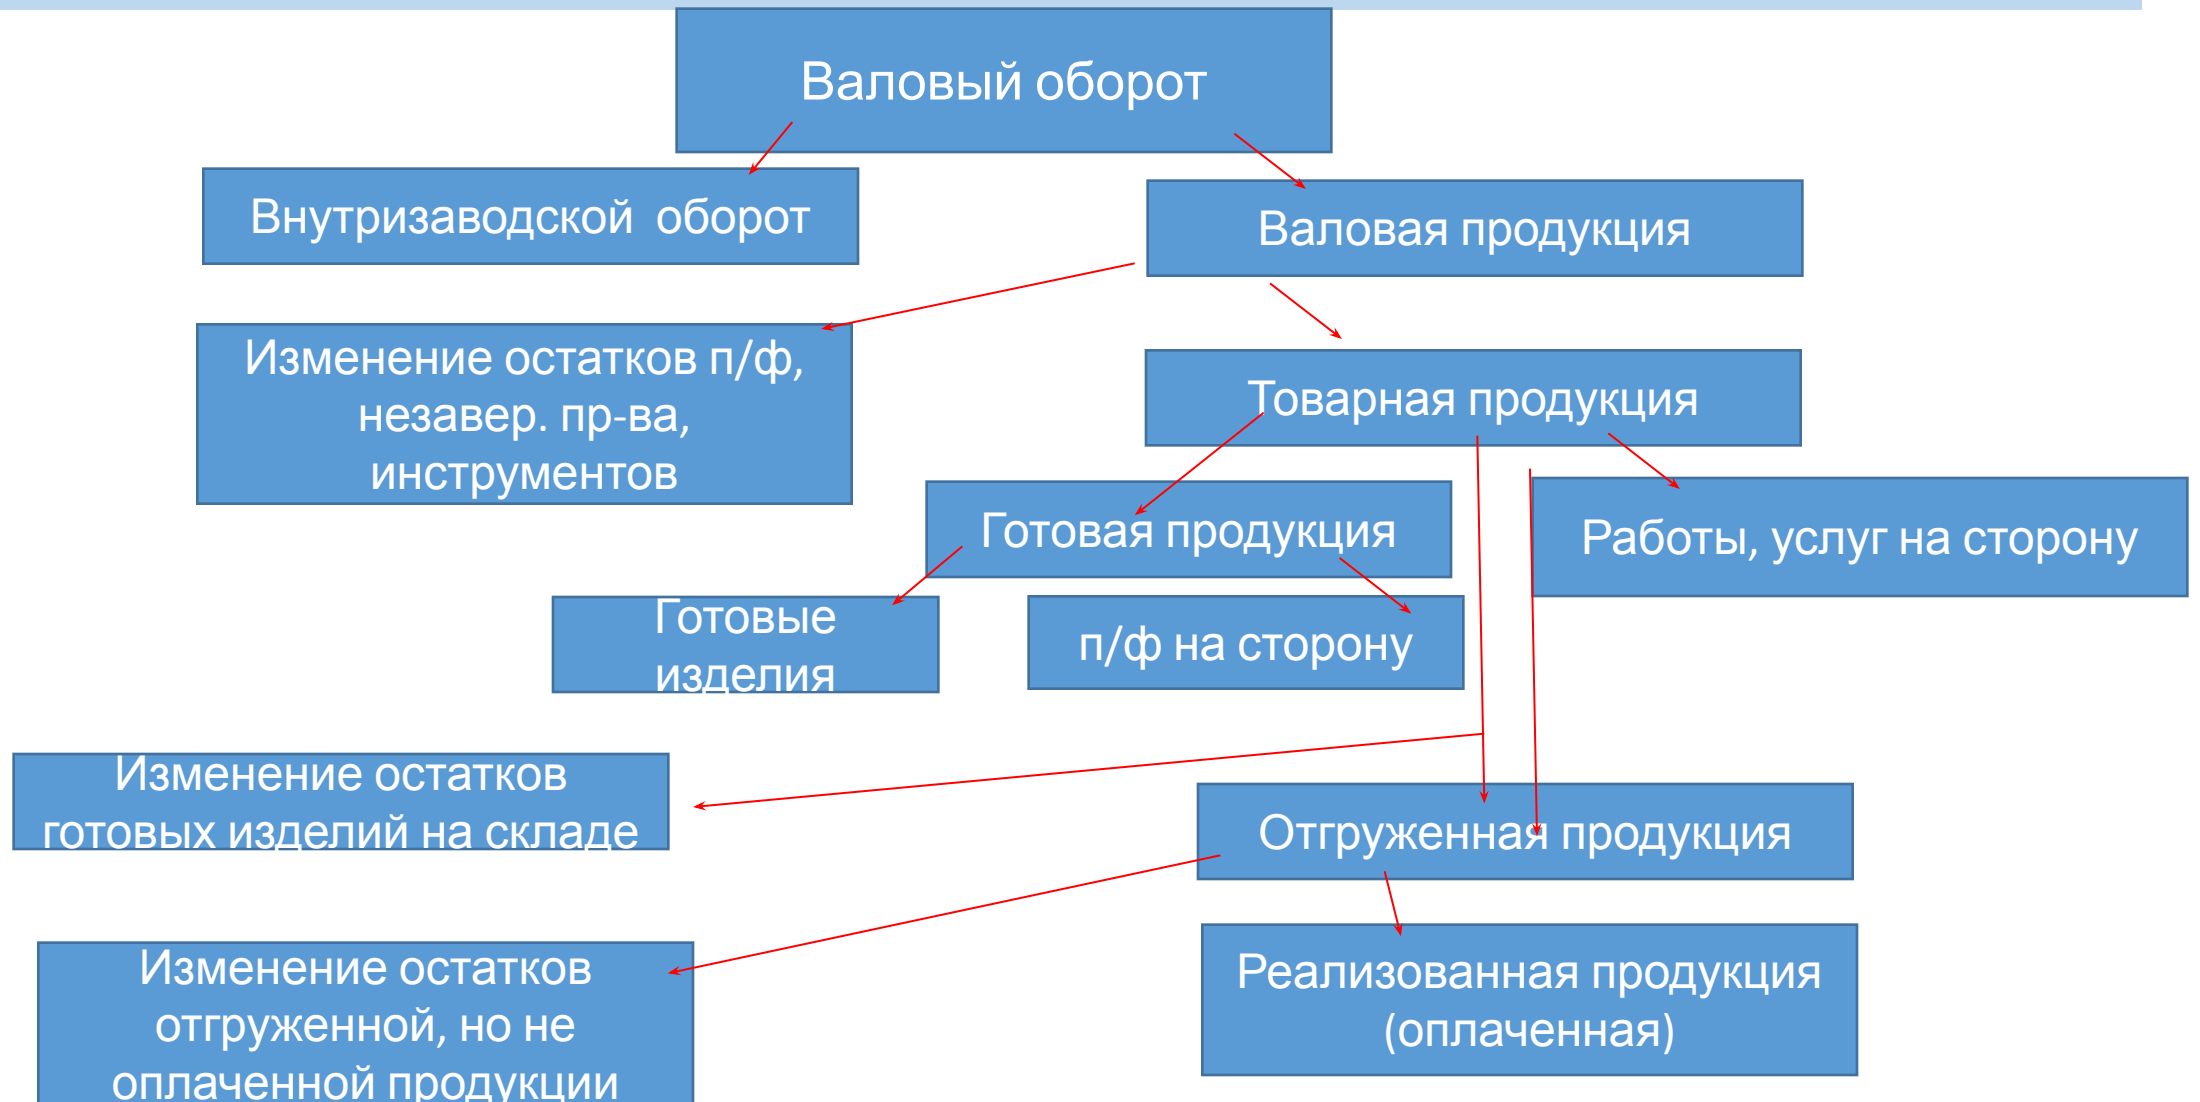 Валовый оборот
Внутризаводской оборот
Валовая продукция
Изменение остатков п/ф,
незавер. пр-ва,
инструментов
Товарная продукция
Готовая продукция
Работы, услуг на сторону
Готовые
изделия
п/ф на сторону
Изменение остатков
готовых изделий на складе
Отгруженная продукция
Изменение остатков
отгруженной, но не
оплаченной продукции
Реализованная продукция
(оплаченная)